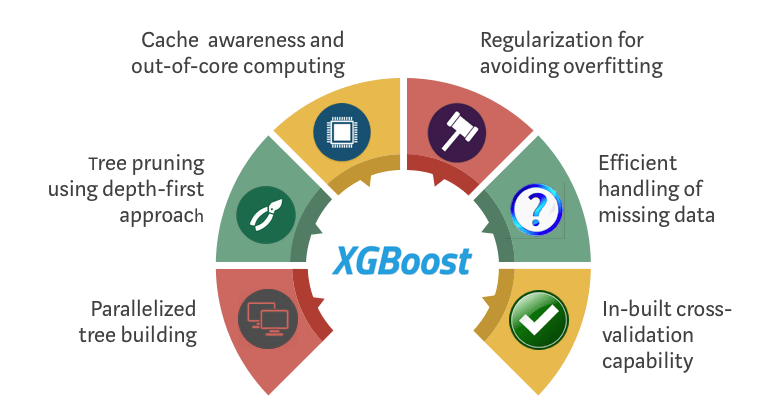 Cache awareness and
out-of-core computing
Regularization for
avoiding overfitting
Tree pruning
using depth-first
approach
Efficient
handling of
missing data
?
XGBoost
Parallelized
tree building
In-built cross-
validation
capability